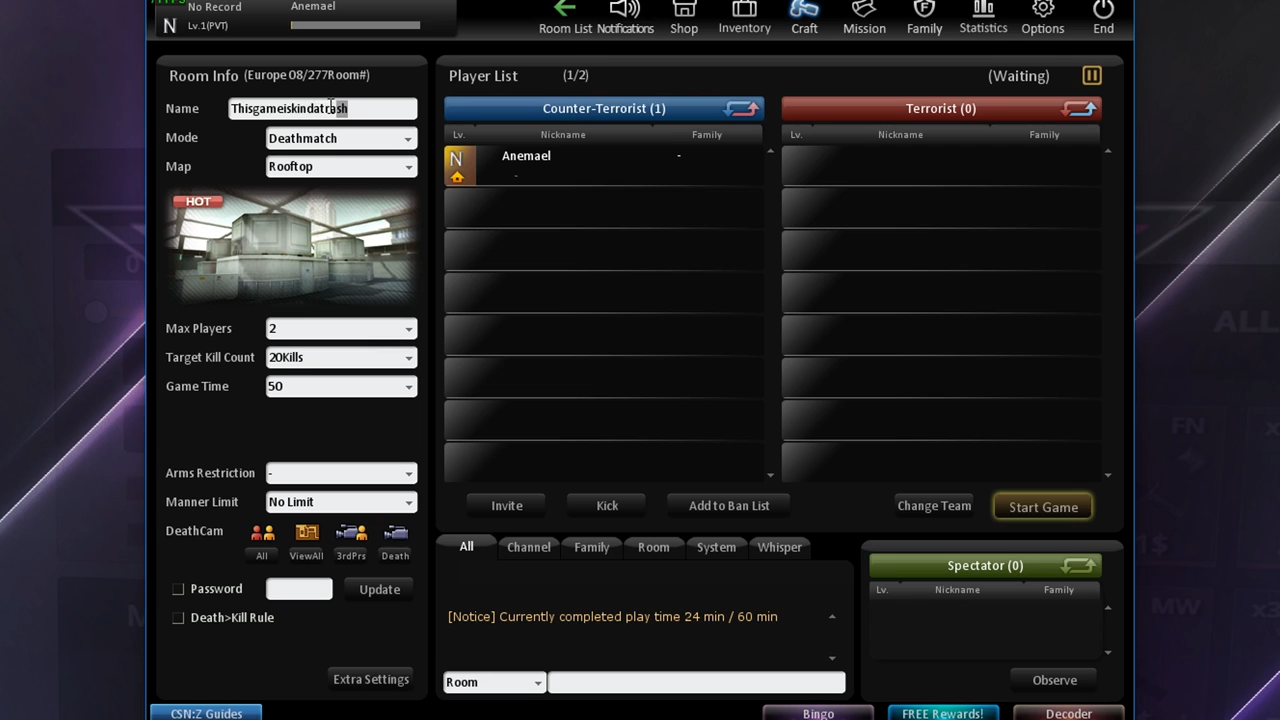 No Record
Anemael
N Lv.1(PVT)
Room List
Notifications
Shop
Inventory
Craft
Mission
Family
Statistics
Options
End
Room Info (Europe 08/277Room#)
Name Thisgameiskindatrash
Mode Deathmatch
Map Rooftop
HOT
Max Players 2
Target Kill Count 20Kills
Game Time 50
Arms Restriction -
Manner Limit No Limit
DeathCam
All ViewAll 3rdPrs Death
Password Update
Death>Kill Rule
Extra Settings
Player List (1/2) (Waiting)
Counter-Terrorist (1)
Lv. Nickname Family
N Anemael -
-
Terrorist (0)
Lv. Nickname Family
Invite Kick Add to Ban List Change Team Start Game
All Channel Family Room System Whisper
[Notice] Currently completed play time 24 min / 60 min
Room
Spectator (0)
Lv. Nickname Family
Observe
CSN:Z Guides
Bingo
FREE Rewards!
Decoder
ALL
FN
MW